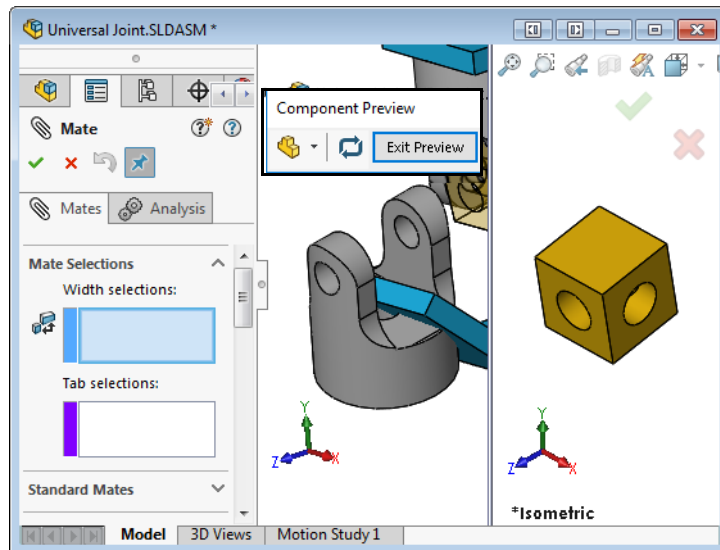 Universal Joint.SLDASM *
Component Preview
Exit Preview
Mate
Mates
Analysis
Mate Selections
Width selections:
Tab selections:
Standard Mates
Y
Z
X
Y
Z
X
*Isometric
Model
3D Views
Motion Study 1